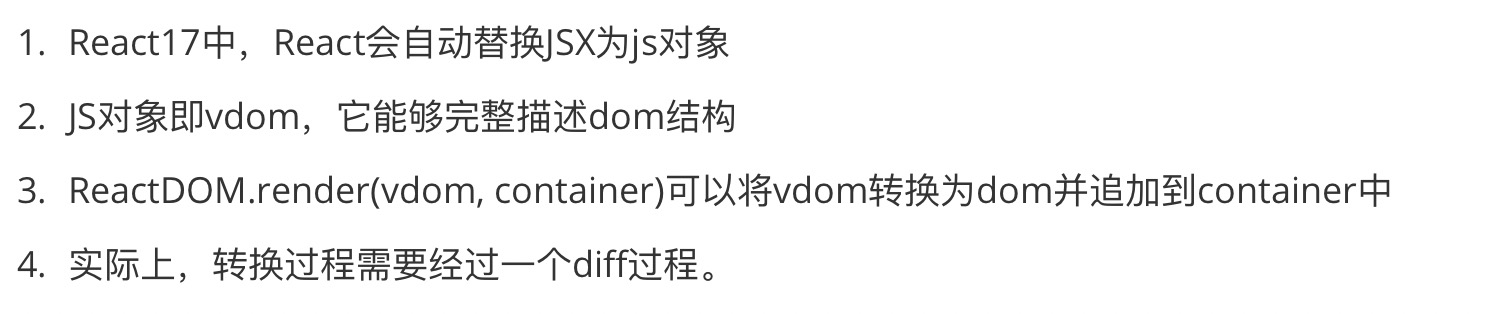 1. React17中，React会自动替换JSX为js对象
2. JS对象即vdom，它能够完整描述dom结构
3. ReactDOM.render(vdom, container)可以将vdom转换为dom并追加到container中
4. 实际上，转换过程需要经过一个diff过程。